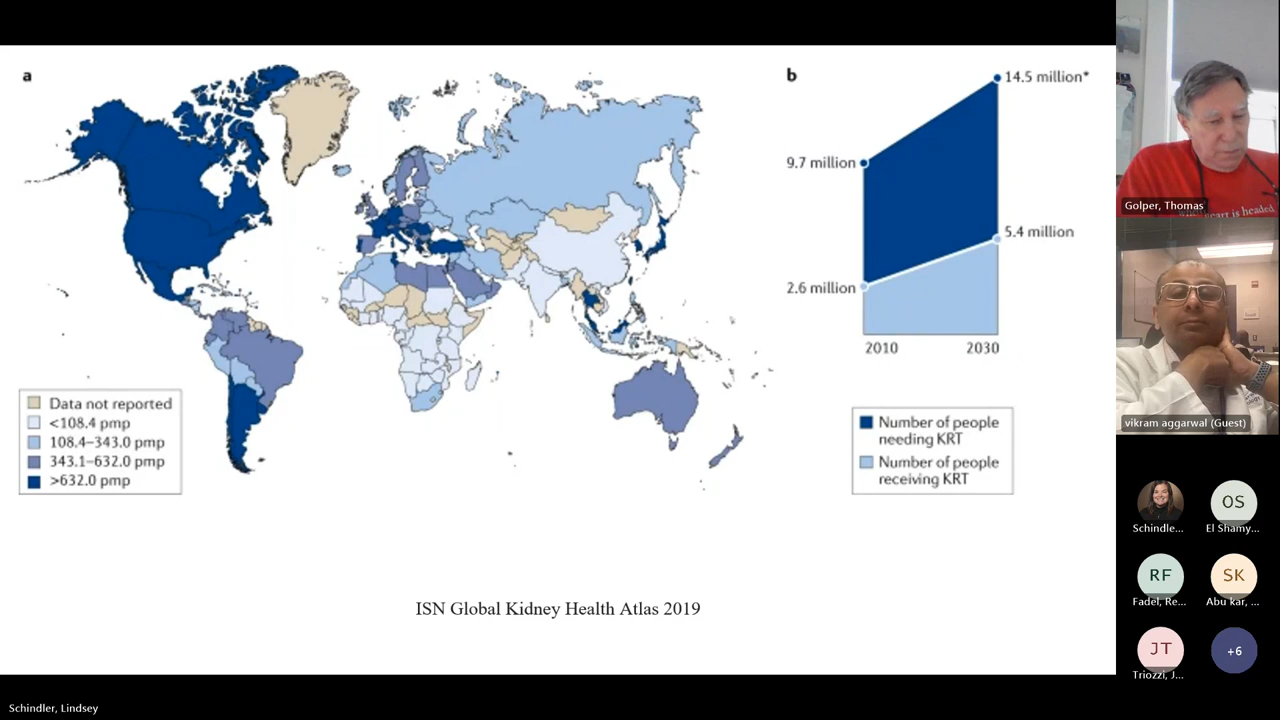 a
Data not reported
<108.4 pmp
108.4–343.0 pmp
343.1–632.0 pmp
>632.0 pmp
b
14.5 million*
9.7 million
5.4 million
2.6 million
2010 2030
Number of people
needing KRT
Number of people
receiving KRT
ISN Global Kidney Health Atlas 2019
Golper, Thomas
heart is headed
vikram aggarwal (Guest)
OS
Schindle... El Shamy...
RF SK
Fadel, Re... Abu kar, ...
JT +6
Triozzi, J...
Schindler, Lindsey